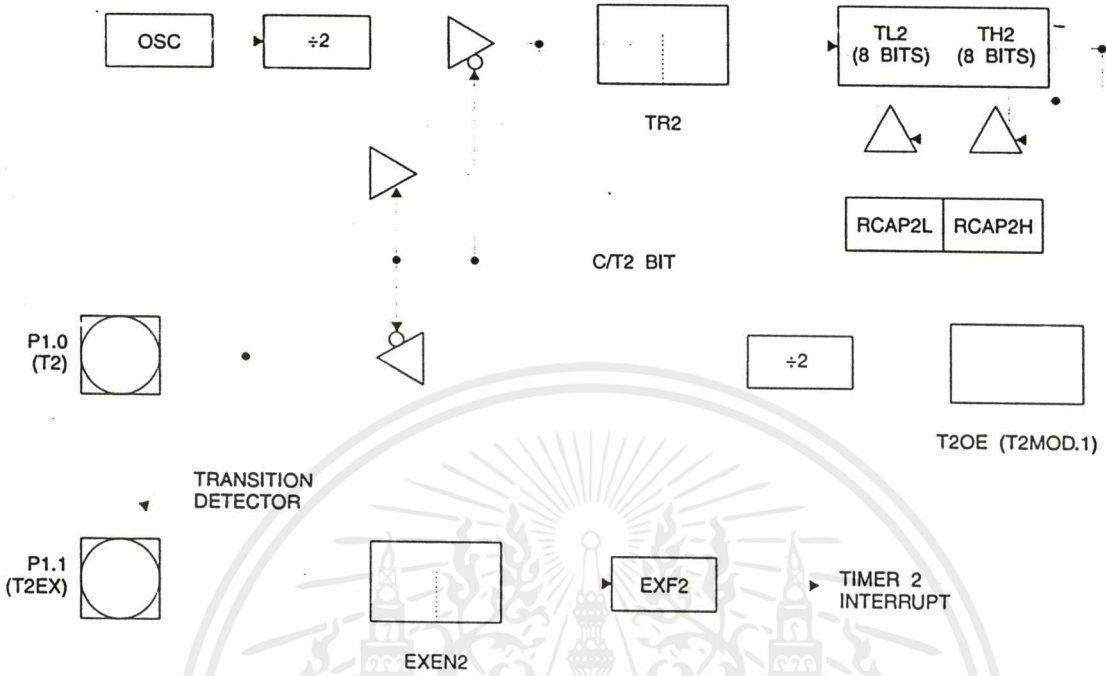 OSC
÷2
TL2
(8 BITS)
TH2
(8 BITS)
TR2
RCAP2L
RCAP2H
C/T2 BIT
P1.0
(T2)
÷2
T2OE (T2MOD.1)
TRANSITION
DETECTOR
P1.1
(T2EX)
EXF2
TIMER 2
INTERRUPT
EXEN2